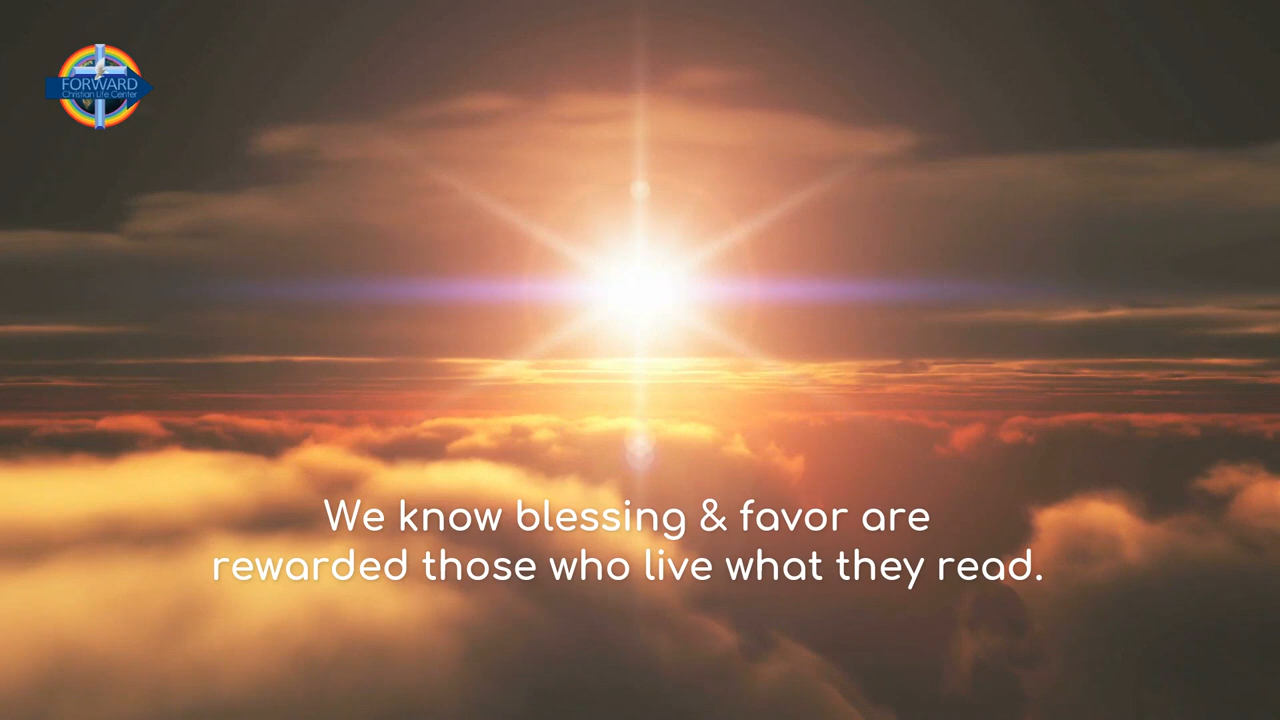 FORWARD
Christian Life Center
We know blessing & favor are
rewarded those who live what they read.